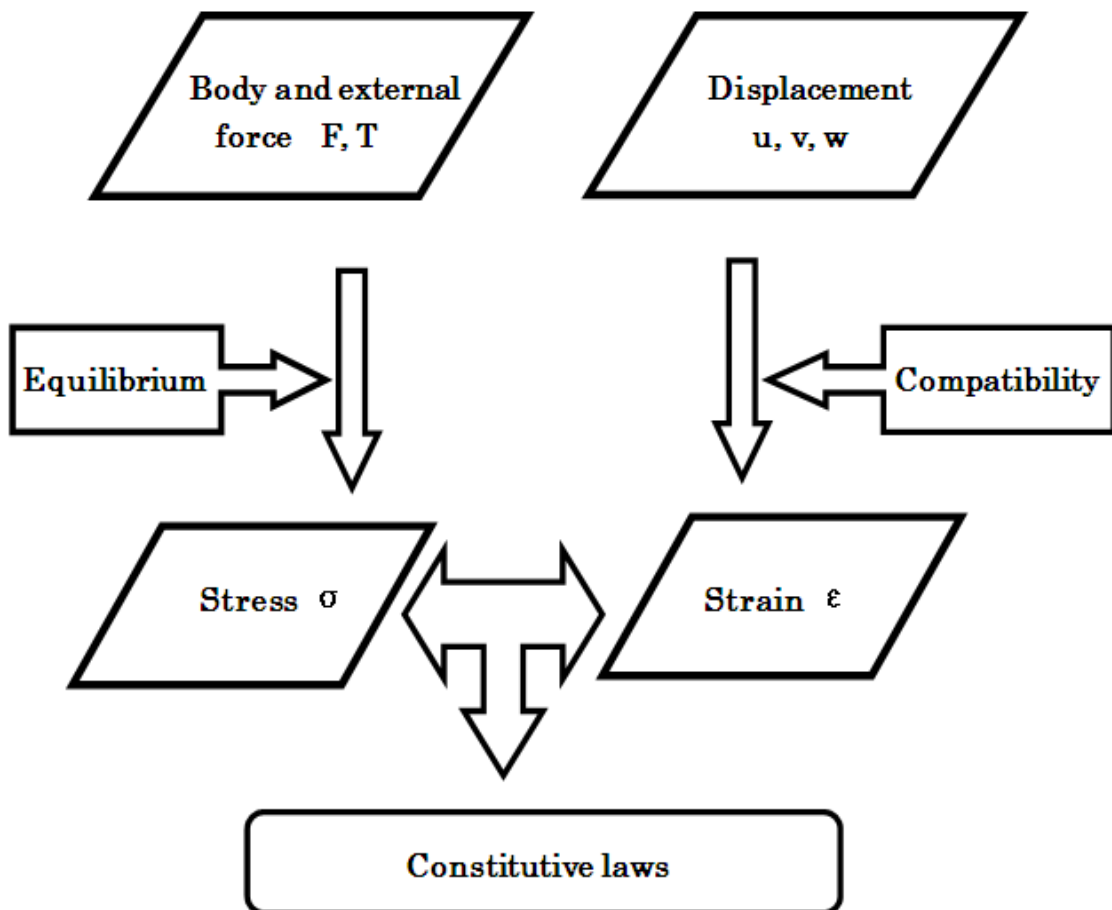 Body and external
force F, T
Displacement
u, v, w
Equilibrium
Compatibility
Stress σ
Strain ε
Constitutive laws